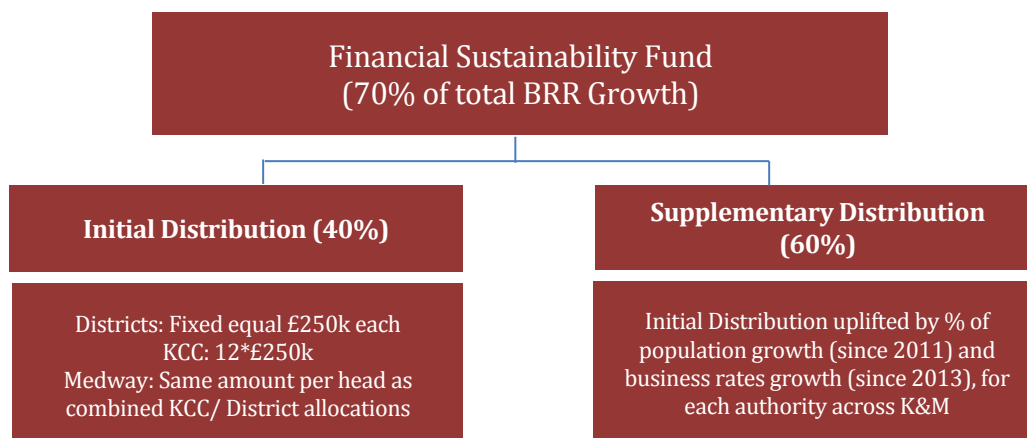 Financial Sustainability Fund
(70% of total BRR Growth)
Initial Distribution (40%)
Districts: Fixed equal £250k each
KCC: 12*£250k
Medway: Same amount per head as
combined KCC/ District allocations
Supplementary Distribution
(60%)
Initial Distribution uplifted by % of
population growth (since 2011) and
business rates growth (since 2013), for
each authority across K&M